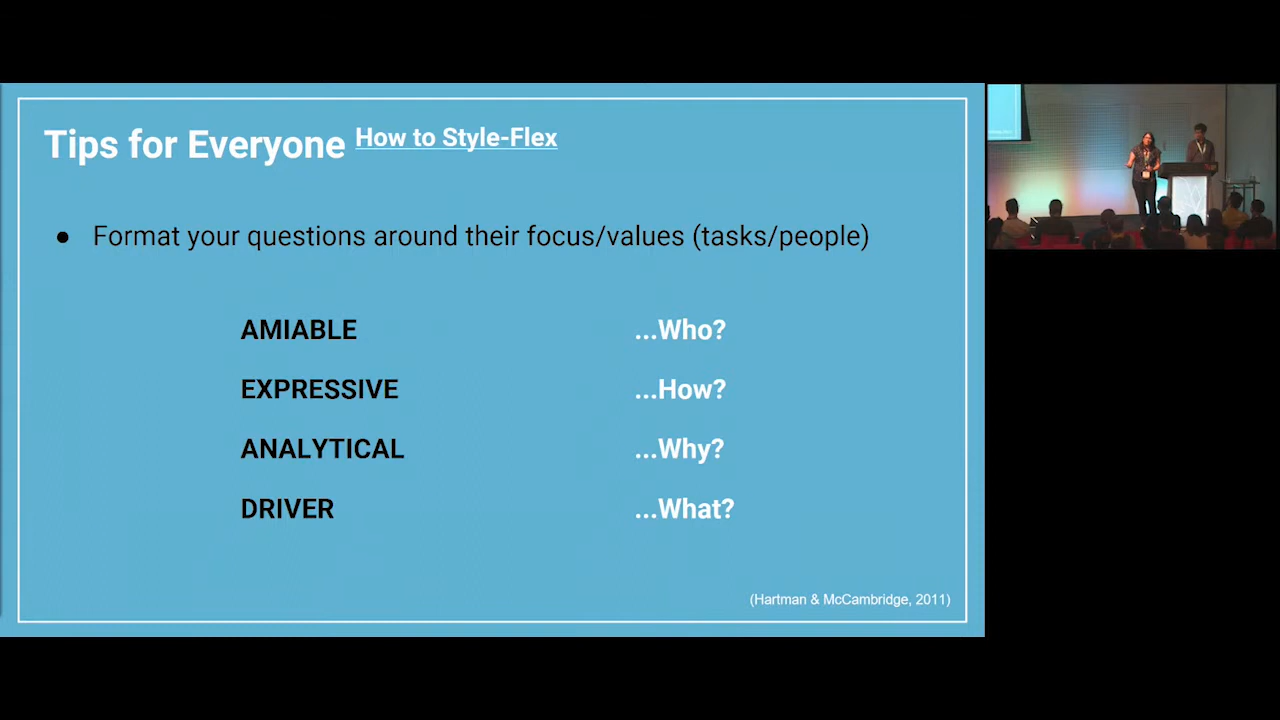 Tips for Everyone How to Style-Flex
● Format your questions around their focus/values (tasks/people)
AMIABLE ...Who?
EXPRESSIVE ...How?
ANALYTICAL ...Why?
DRIVER ...What?
(Hartman & McCambridge, 2011)